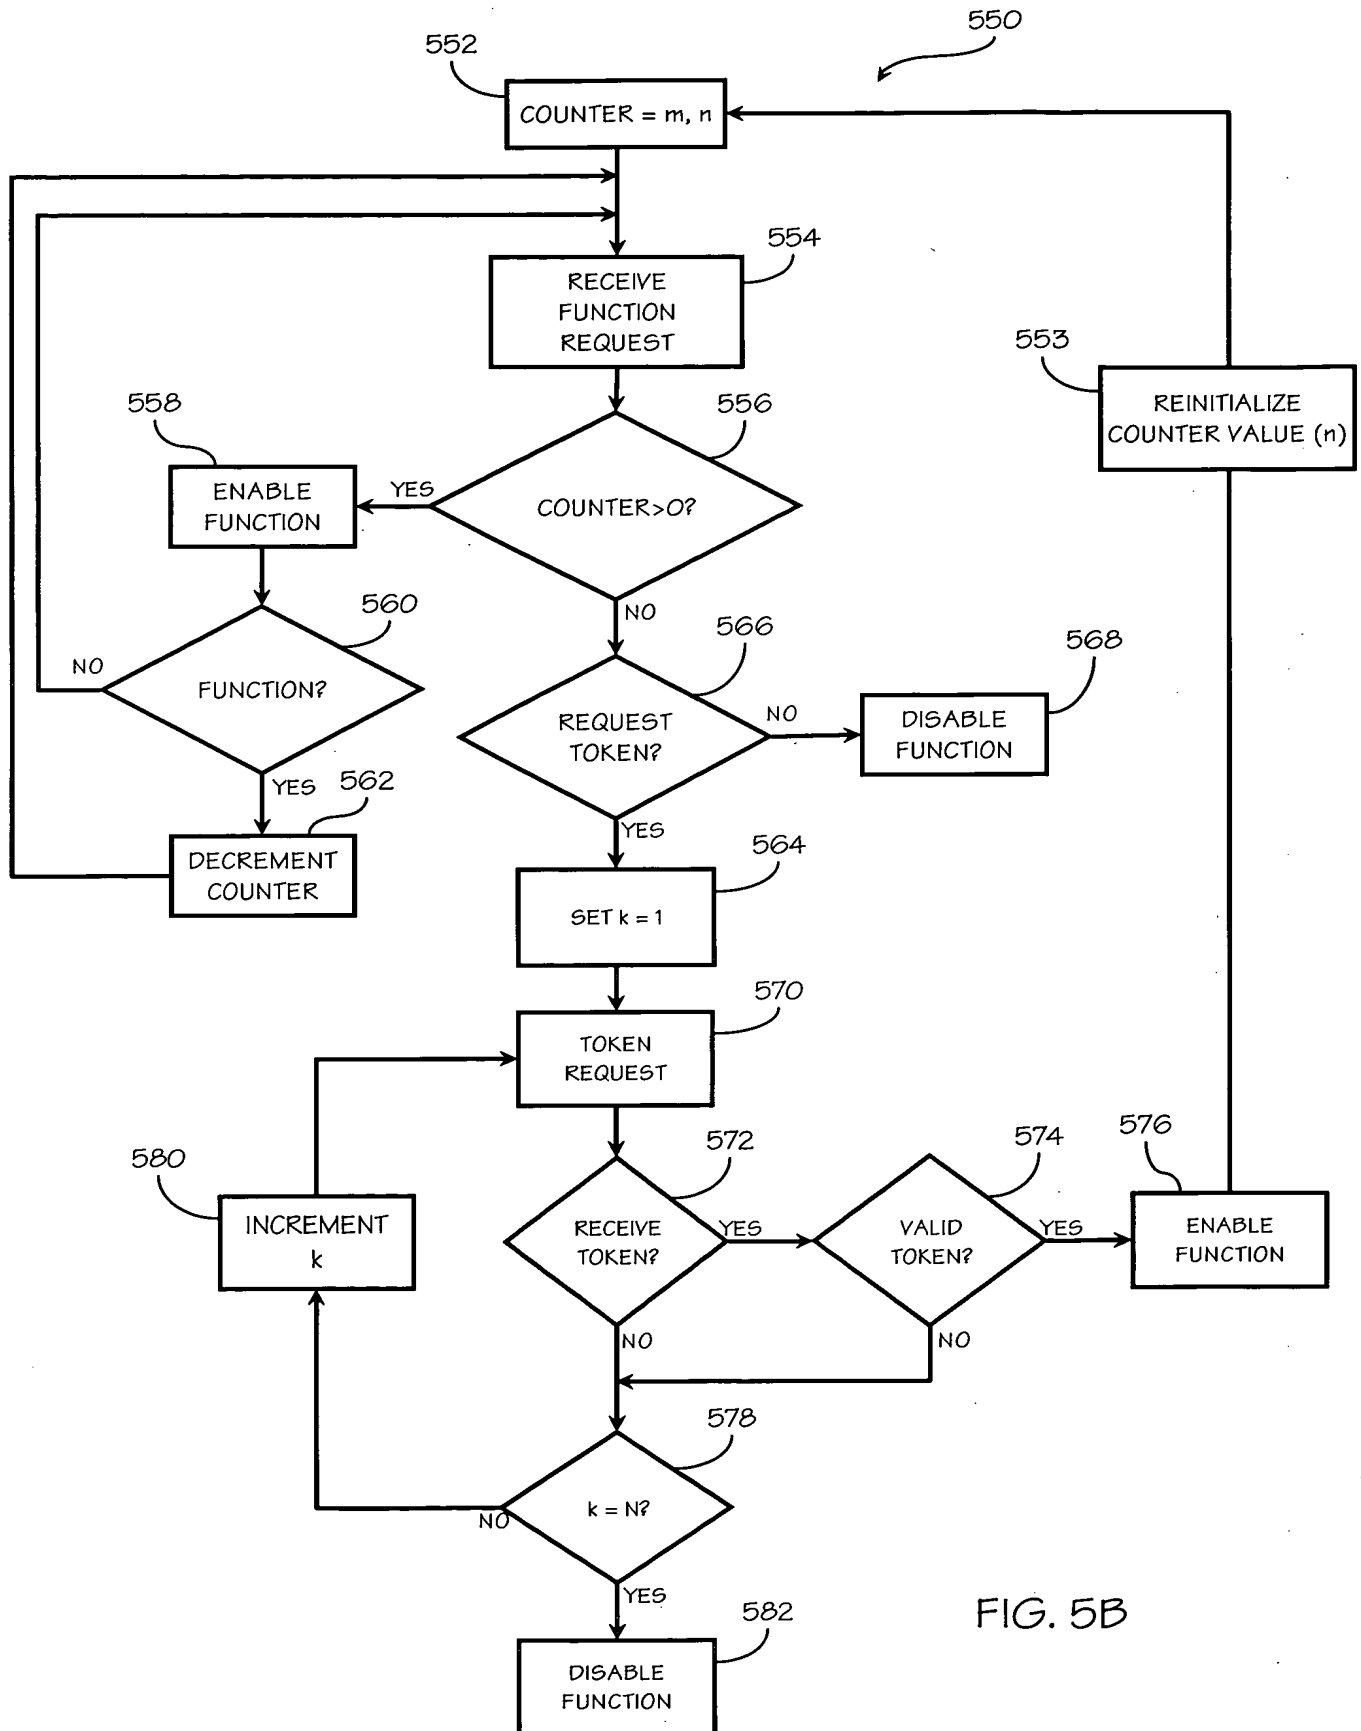 550
552
COUNTER = m, n
554
RECEIVE
FUNCTION
REQUEST
553
REINITIALIZE
COUNTER VALUE (n)
556
COUNTER>0?
YES
NO
558
ENABLE
FUNCTION
560
FUNCTION?
NO
YES
562
DECREMENT
COUNTER
566
REQUEST
TOKEN?
NO
YES
568
DISABLE
FUNCTION
564
SET k = 1
570
TOKEN
REQUEST
572
RECEIVE
TOKEN?
YES
NO
574
VALID
TOKEN?
YES
NO
576
ENABLE
FUNCTION
580
INCREMENT
k
578
k = N?
NO
YES
582
DISABLE
FUNCTION
FIG. 5B